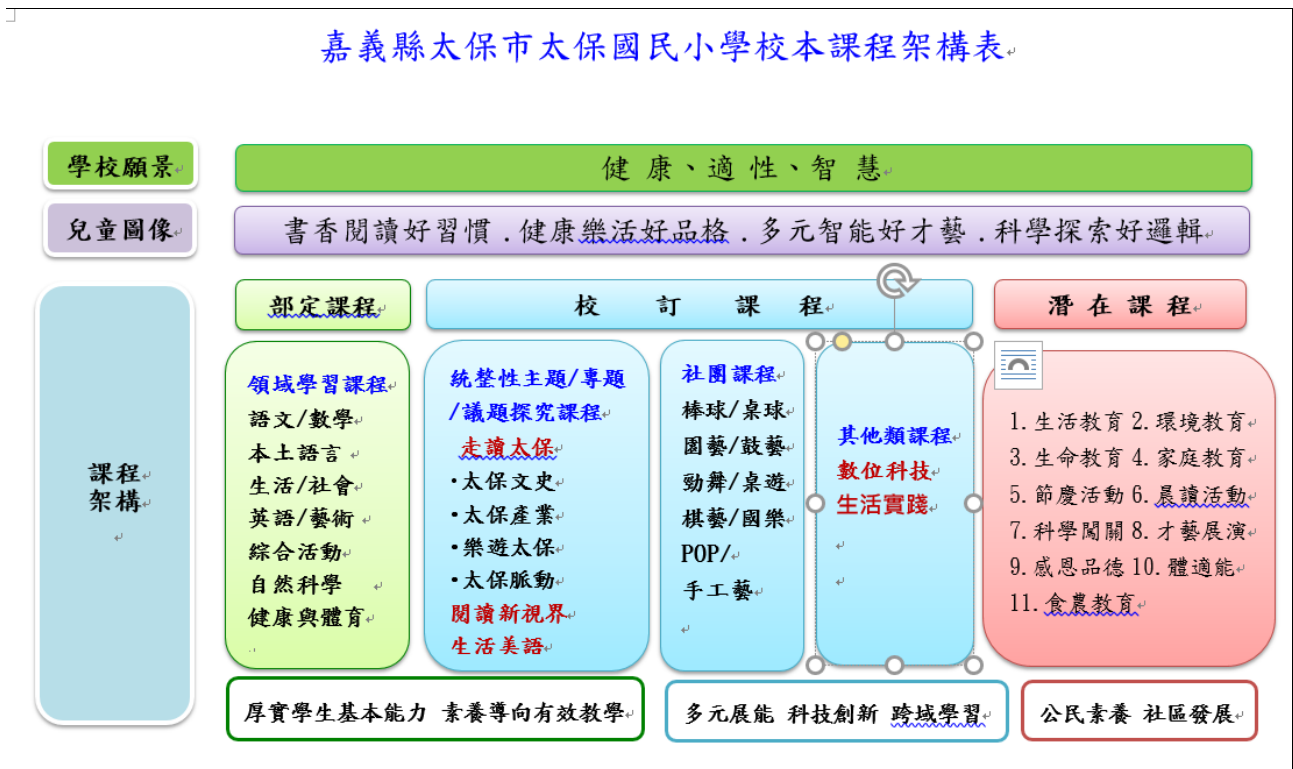 嘉義縣太保市太保國民小學校本課程架構表
學校願景
健 康、適 性、智 慧
兒童圖像
書香閱讀好習慣.健康樂活好品格.多元智能好才藝.科學探索好邏輯
課程
架構
部定課程
領域學習課程
語文/數學
本土語言
生活/社會
英語/藝術
綜合活動
自然科學
健康與體育
校 訂 課 程
統整性主題/專題
/議題探究課程
走讀太保
·太保文史
·太保產業
·樂遊太保
·太保脈動
閱讀新視界
生活美語
社團課程
棒球/桌球
園藝/鼓藝
勁舞/桌遊
棋藝/國樂
POP/
手工藝
其他類課程
數位科技
生活實踐
潛 在 課 程
1.生活教育 2.環境教育
3.生命教育 4.家庭教育
5.節慶活動 6.晨讀活動
7.科學闖關 8.才藝展演
9.感恩品德 10.體適能
11.食農教育
厚實學生基本能力 素養導向有效教學
多元展能 科技創新 跨域學習
公民素養 社區發展